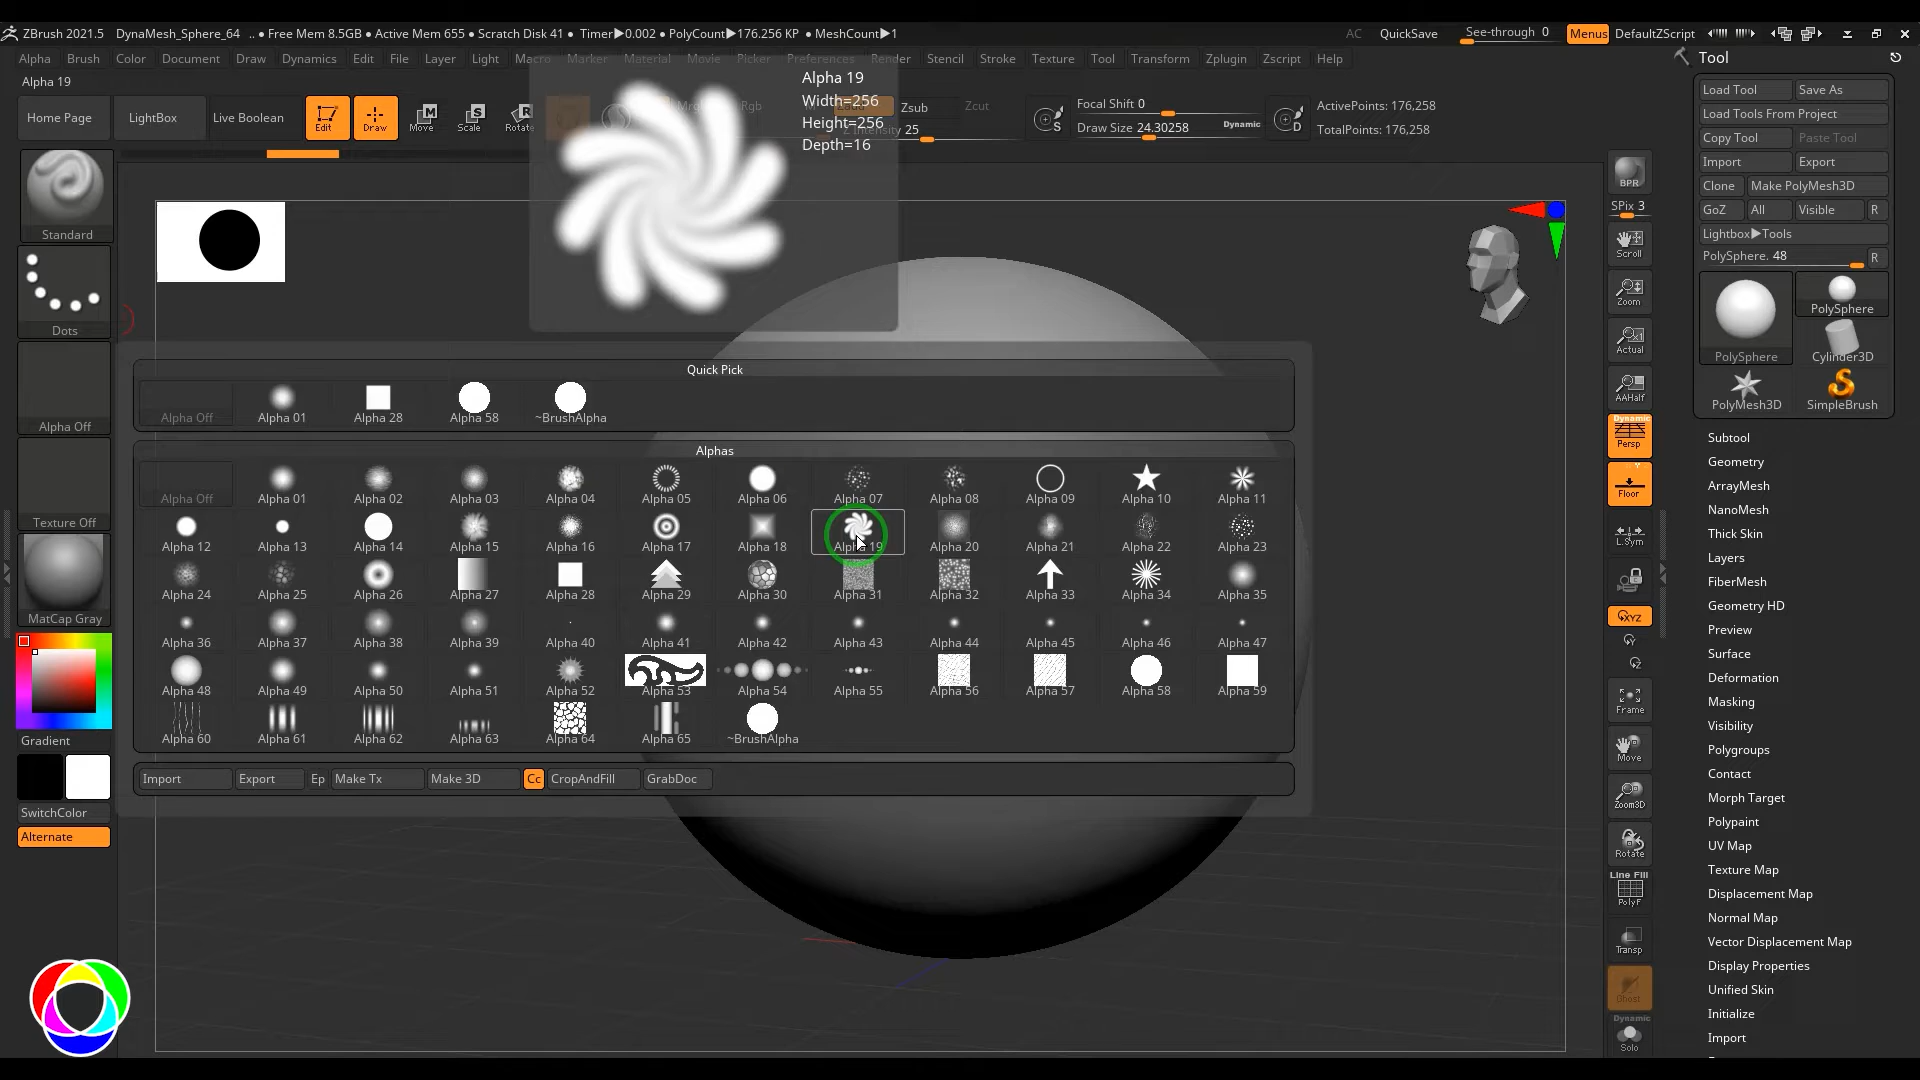 ZBrush 2021.5 DynaMesh_Sphere_64 .. ● Free Mem 8.5GB ● Active Mem 655 ● Scratch Disk 41 ● Timer▶0.002 ● PolyCount▶176.256 KP ● MeshCount▶1 AC QuickSave See-through 0 Menus DefaultZScript
Alpha Brush Color Document Draw Dynamics Edit File Layer Light Macro Marker Material Movie Picker Preferences Render Stencil Stroke Texture Tool Transform Zplugin Zscript Help
Tool
Alpha 19
Alpha 19
Width=256
Height=256
Depth=16
Home Page LightBox Live Boolean Edit Draw Move Scale Rotate Mrgb Rgb Zsub Zcut
Z Intensity 25
S Focal Shift 0
Draw Size 24.30258 Dynamic
D ActivePoints: 176,258
TotalPoints: 176,258
Load Tool Save As
Load Tools From Project
Copy Tool Paste Tool
Import Export
Clone Make PolyMesh3D
GoZ All Visible R
Lightbox▶Tools
PolySphere. 48 R
PolySphere PolySphere
Cylinder3D
PolyMesh3D SimpleBrush
Standard
Dots
Alpha Off
Texture Off
MatCap Gray
Gradient
SwitchColor
Alternate
Quick Pick
Alpha Off Alpha 01 Alpha 28 Alpha 58 ~BrushAlpha
Alphas
Alpha Off Alpha 01 Alpha 02 Alpha 03 Alpha 04 Alpha 05 Alpha 06 Alpha 07 Alpha 08 Alpha 09 Alpha 10 Alpha 11
Alpha 12 Alpha 13 Alpha 14 Alpha 15 Alpha 16 Alpha 17 Alpha 18 Alpha 19 Alpha 20 Alpha 21 Alpha 22 Alpha 23
Alpha 24 Alpha 25 Alpha 26 Alpha 27 Alpha 28 Alpha 29 Alpha 30 Alpha 31 Alpha 32 Alpha 33 Alpha 34 Alpha 35
Alpha 36 Alpha 37 Alpha 38 Alpha 39 Alpha 40 Alpha 41 Alpha 42 Alpha 43 Alpha 44 Alpha 45 Alpha 46 Alpha 47
Alpha 48 Alpha 49 Alpha 50 Alpha 51 Alpha 52 Alpha 53 Alpha 54 Alpha 55 Alpha 56 Alpha 57 Alpha 58 Alpha 59
Alpha 60 Alpha 61 Alpha 62 Alpha 63 Alpha 64 Alpha 65 ~BrushAlpha
Import Export Ep Make Tx Make 3D Cc CropAndFill GrabDoc
BPR
SPix 3
Scroll
Zoom
Actual
AAHalf
Dynamic
Persp
Floor
L.Sym
XYZ
Y
Z
Frame
Move
Zoom3D
Rotate
Line Fill
PolyF
Transp
Ghost
Dynamic
Solo
Subtool
Geometry
ArrayMesh
NanoMesh
Thick Skin
Layers
FiberMesh
Geometry HD
Preview
Surface
Deformation
Masking
Visibility
Polygroups
Contact
Morph Target
Polypaint
UV Map
Texture Map
Displacement Map
Normal Map
Vector Displacement Map
Display Properties
Unified Skin
Initialize
Import